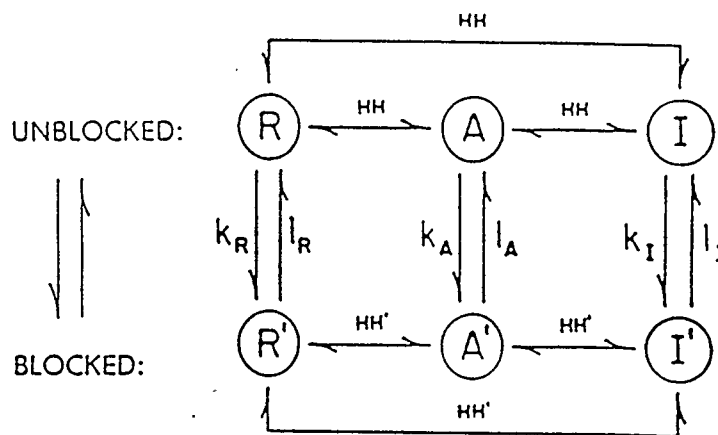 HH
UNBLOCKED: R HH A HH I
k_R l_R k_A l_A k_I l
BLOCKED: R' HH' A' HH' I'
HH'